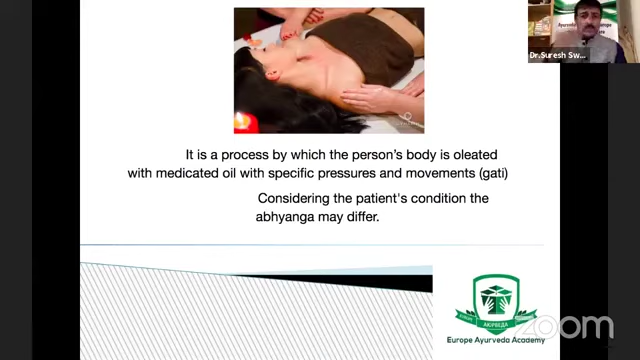 Dr.Suresh Sw...
It is a process by which the person's body is oleated
with medicated oil with specific pressures and movements (gati)
Considering the patient's condition the
abhyanga may differ.
Europe Ayurveda Academy
zoom